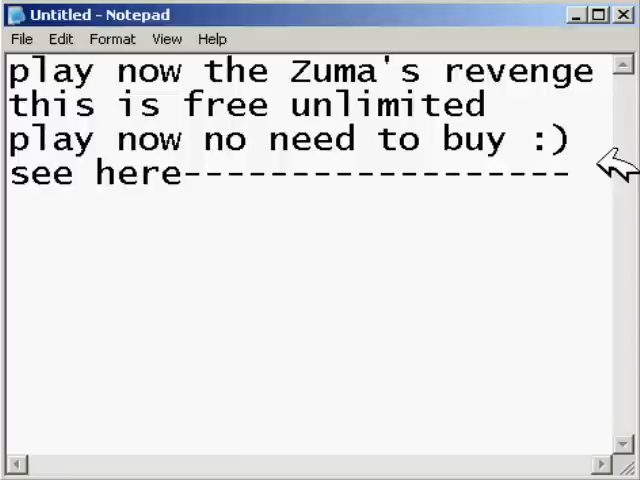 Untitled - Notepad
File Edit Format View Help
play now the Zuma's revenge
this is free unlimited
play now no need to buy :)
see here------------------